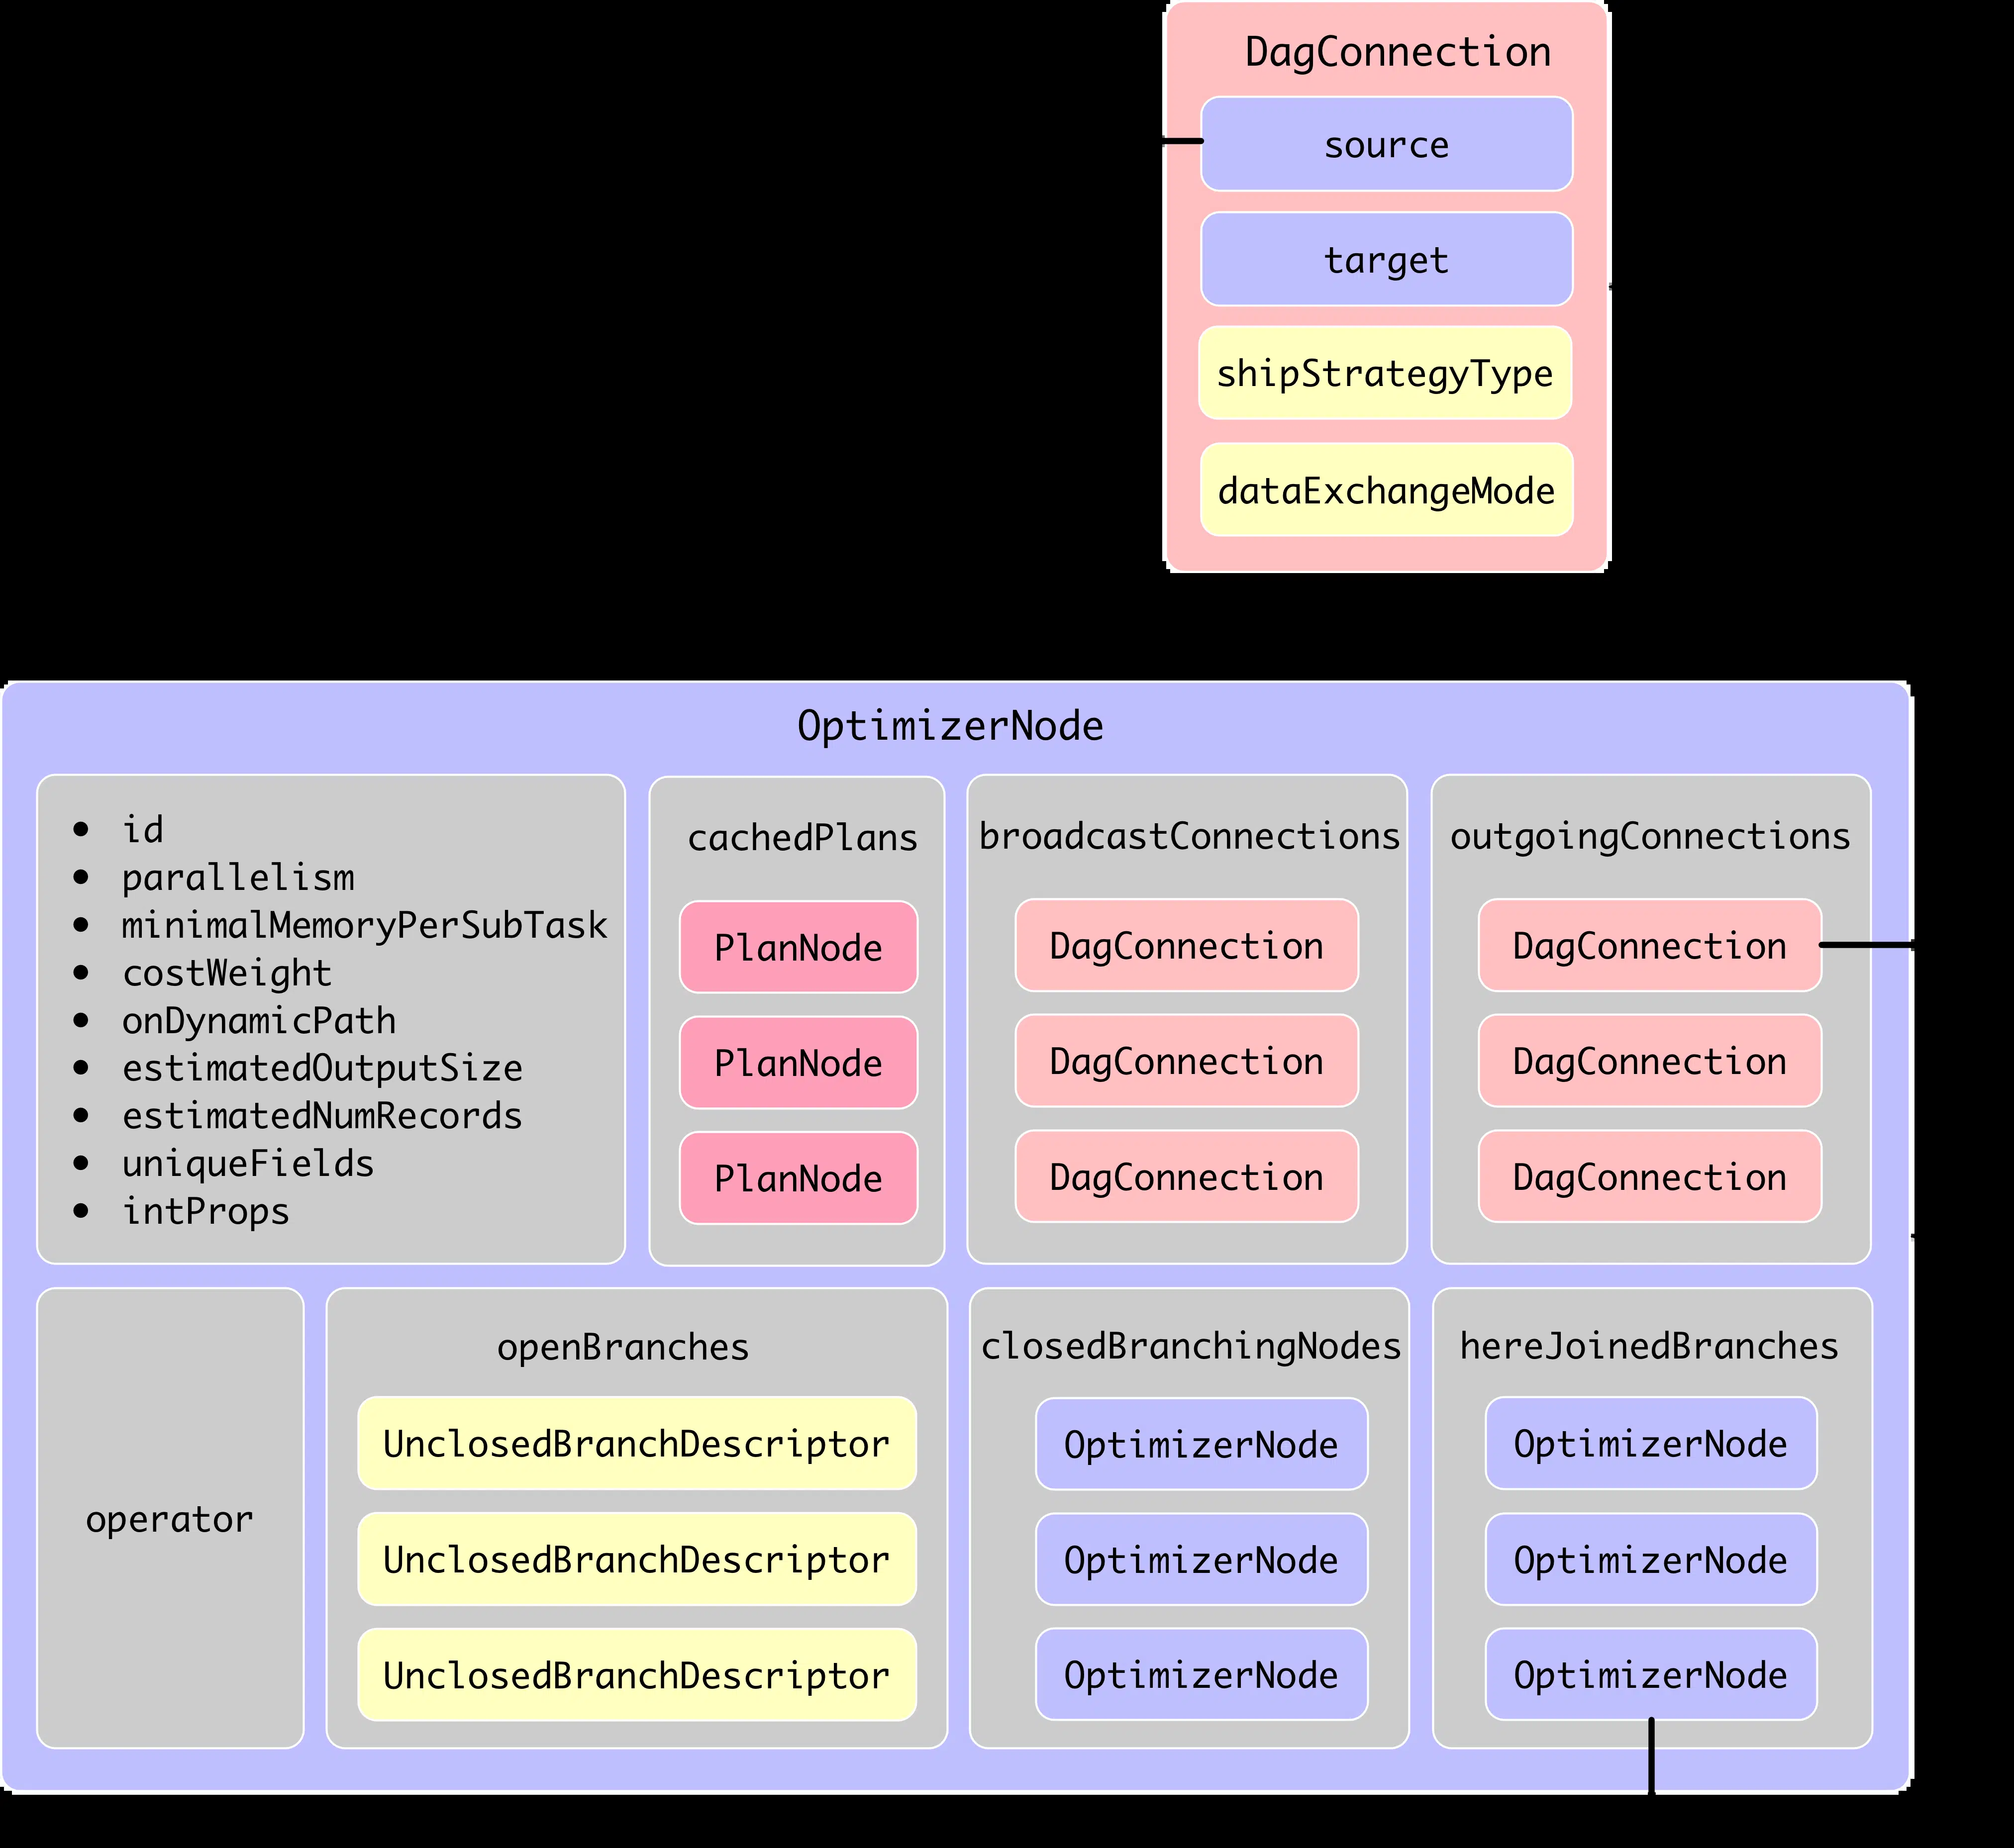 DagConnection
source
target
shipStrategyType
dataExchangeMode
OptimizerNode
• id
• parallelism
• minimalMemoryPerSubTask
• costWeight
• onDynamicPath
• estimatedOutputSize
• estimatedNumRecords
• uniqueFields
• intProps
cachedPlans
PlanNode
PlanNode
PlanNode
broadcastConnections
DagConnection
DagConnection
DagConnection
outgoingConnections
DagConnection
DagConnection
DagConnection
operator
openBranches
UnclosedBranchDescriptor
UnclosedBranchDescriptor
UnclosedBranchDescriptor
closedBranchingNodes
OptimizerNode
OptimizerNode
OptimizerNode
hereJoinedBranches
OptimizerNode
OptimizerNode
OptimizerNode